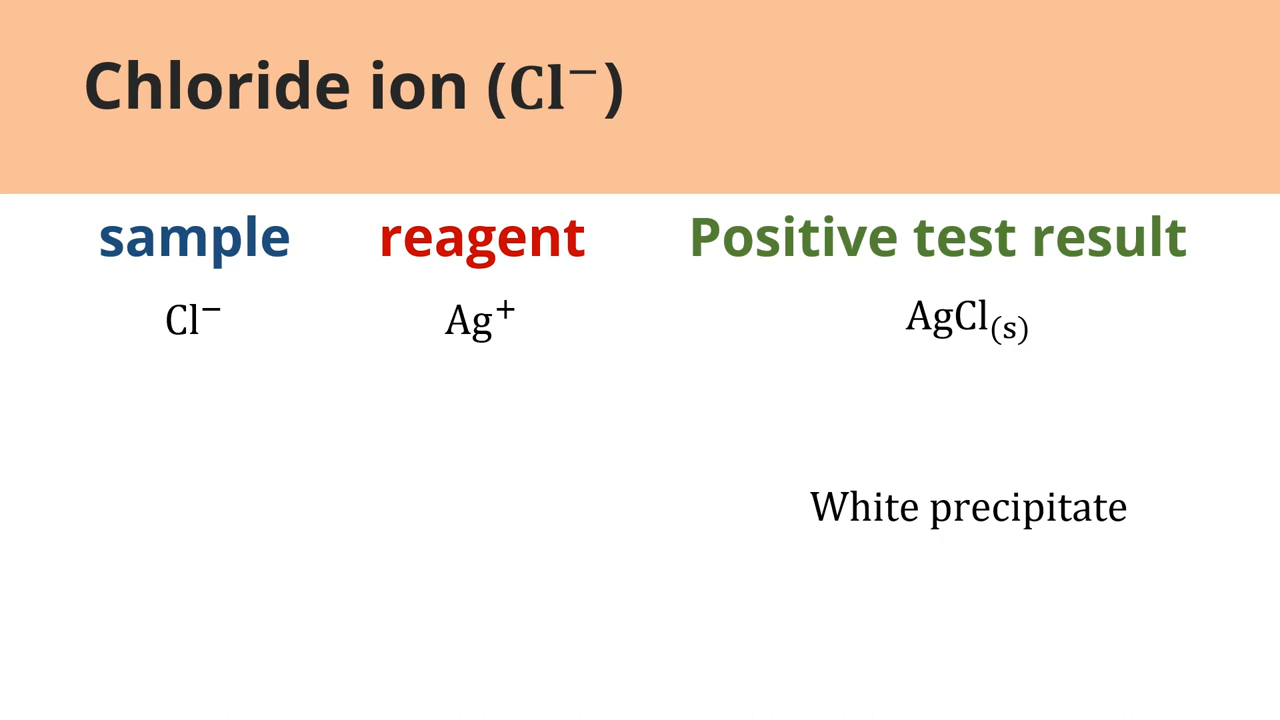 Chloride ion (Cl⁻)
sample reagent Positive test result
Cl⁻ Ag⁺ AgCl₍s₎
White precipitate